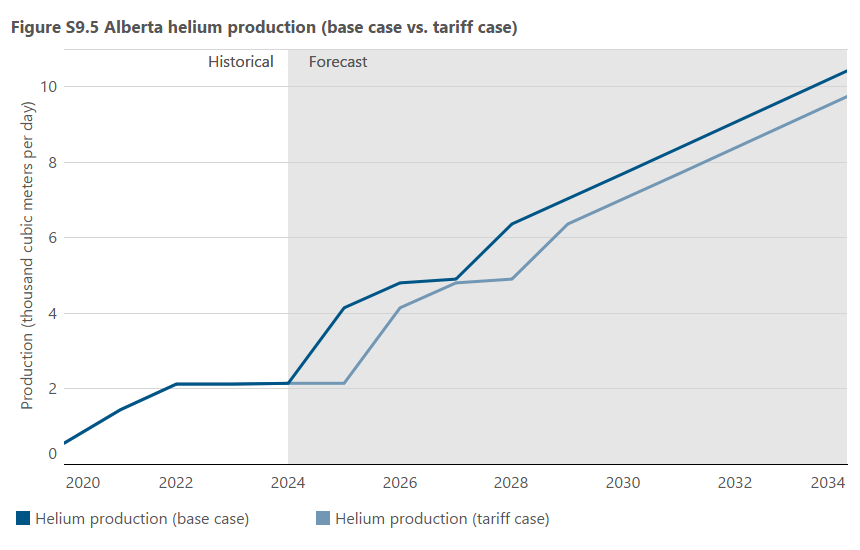 Figure S9.5 Alberta helium production (base case vs. tariff case)
Historical
Forecast
Production (thousand cubic meters per day)
10
8
6
4
2
0
2020
2022
2024
2026
2028
2030
2032
2034
Helium production (base case)
Helium production (tariff case)